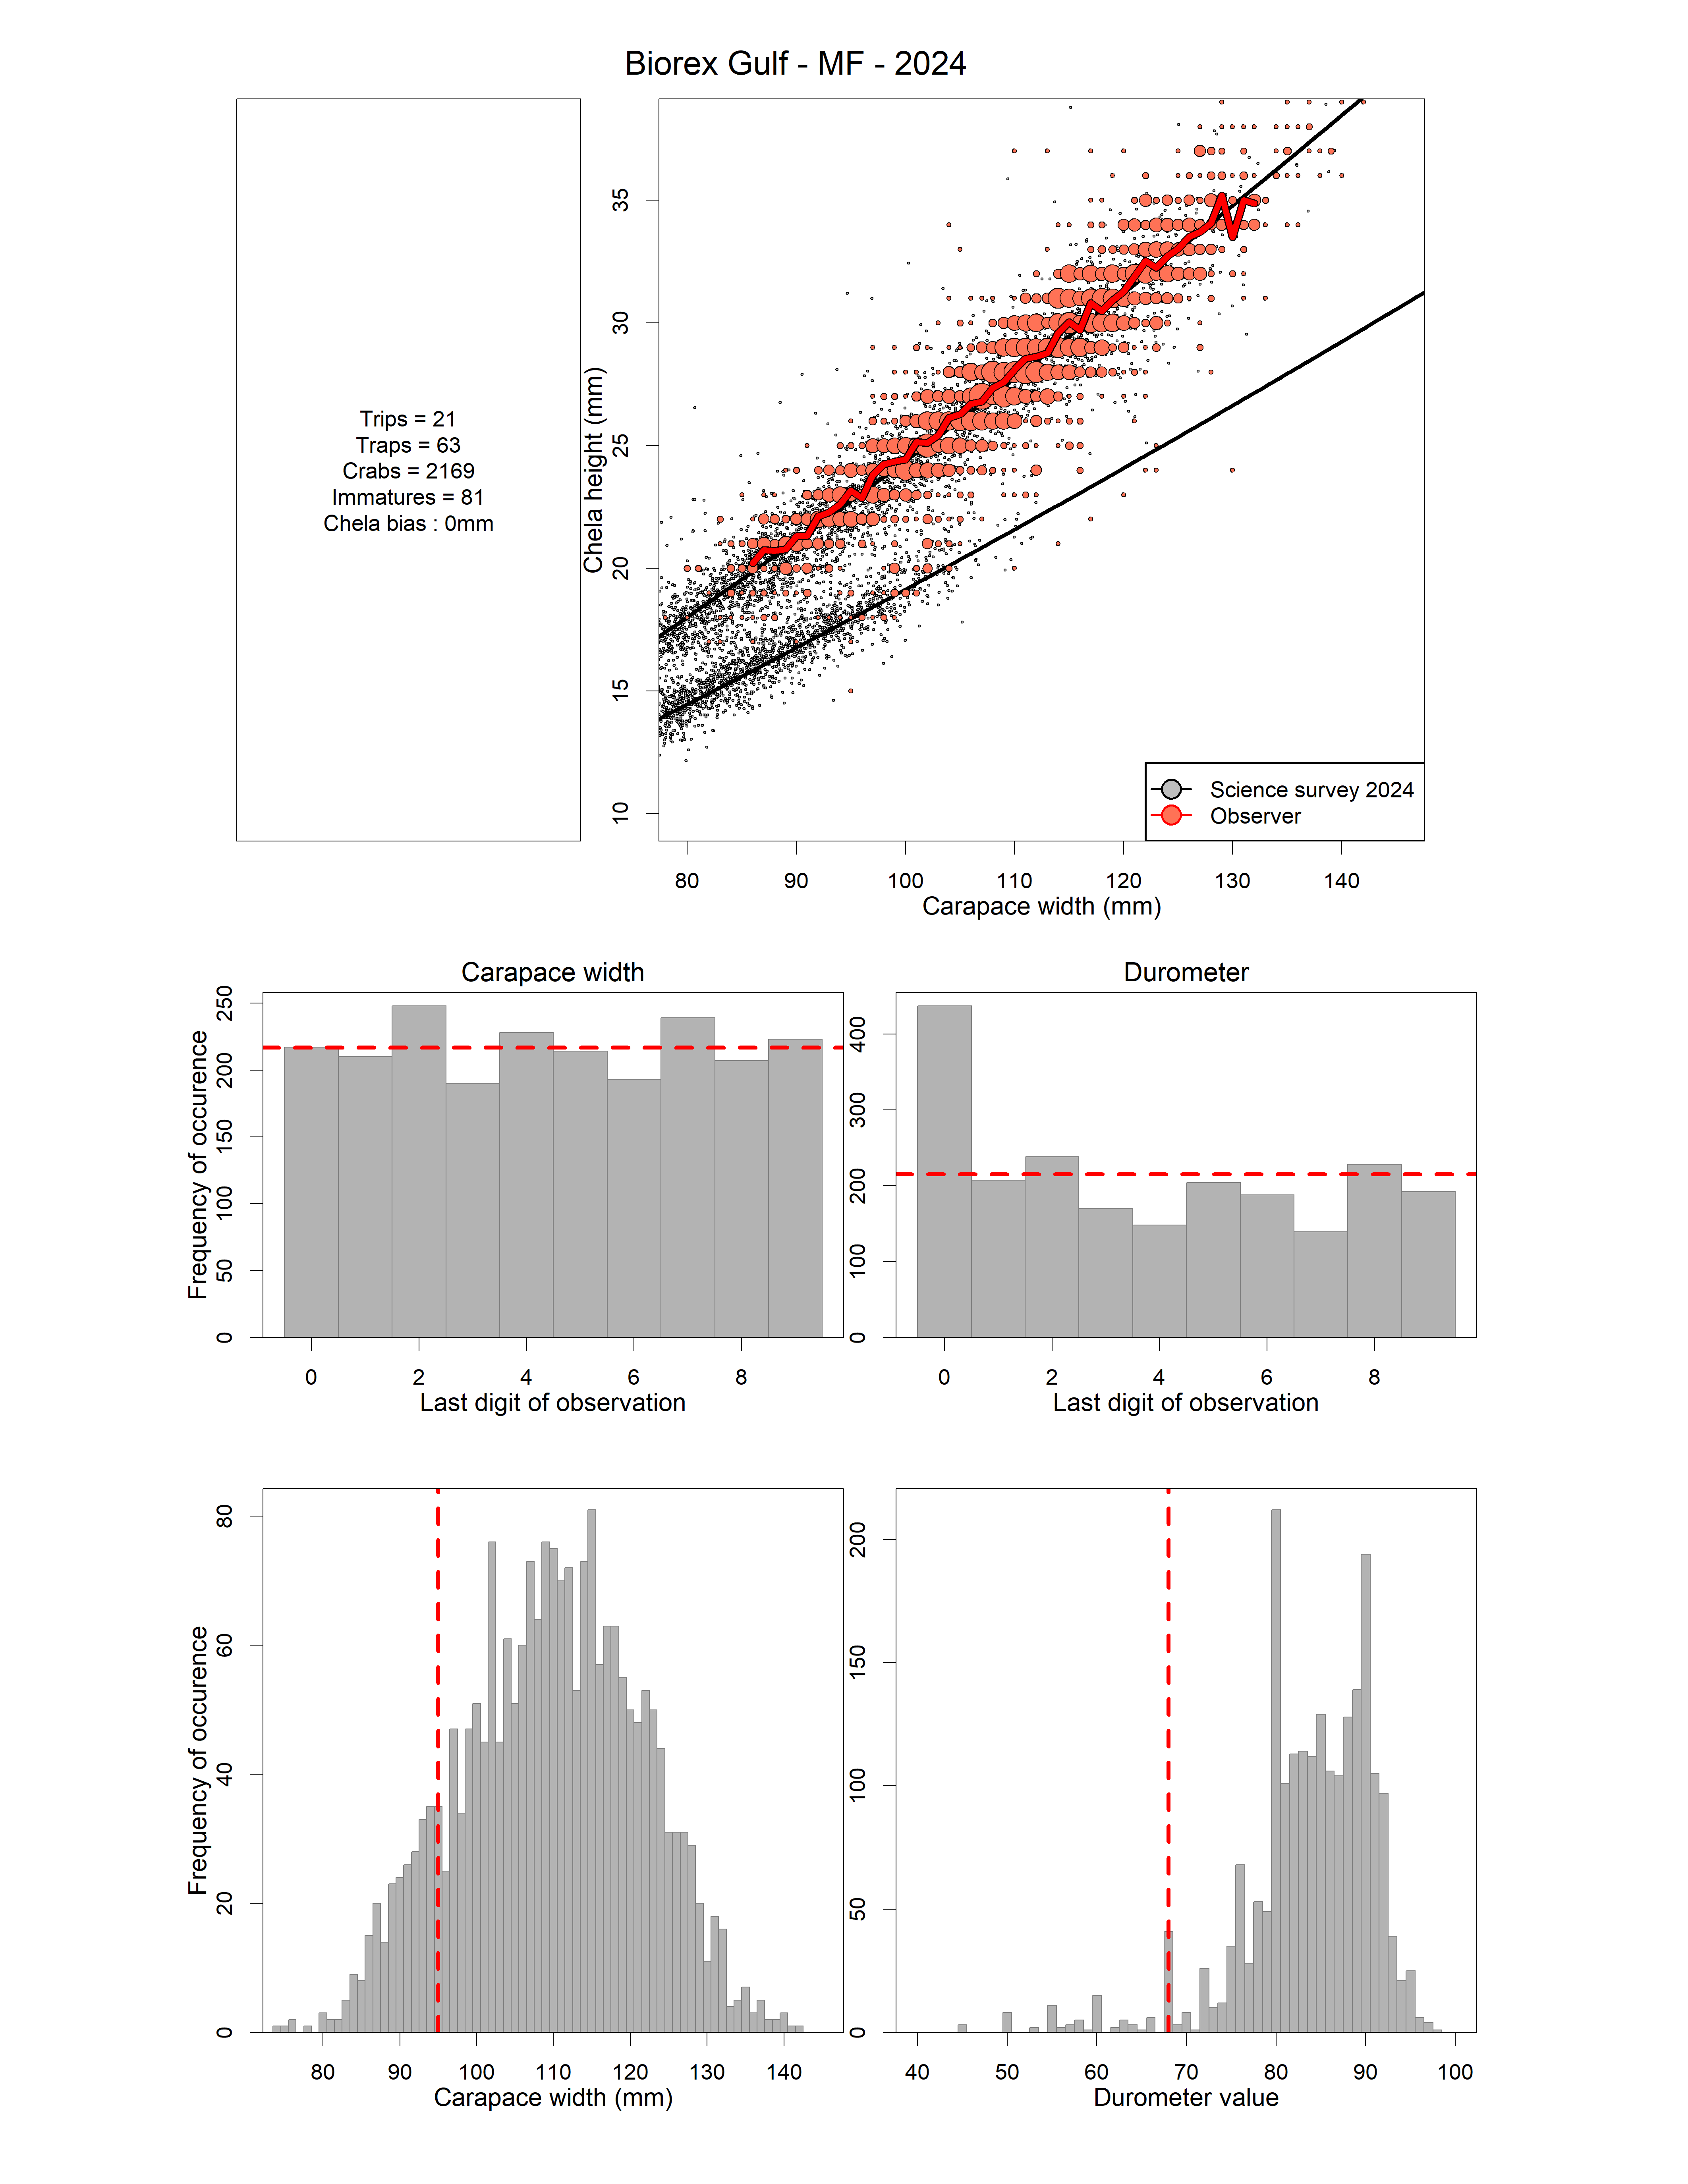 Biorex Gulf - MF - 2024
Trips = 21
Traps = 63
Crabs = 2169
Immatures = 81
Chela bias : 0mm
Chela height (mm)
35
30
25
20
15
10
Science survey 2024
Observer
80 90 100 110 120 130 140
Carapace width (mm)
Carapace width
Frequency of occurence
250
200
150
100
50
0
0 2 4 6 8
Last digit of observation
Durometer
400
300
200
100
0
0 2 4 6 8
Last digit of observation
Frequency of occurence
80
60
40
20
0
80 90 100 110 120 130 140
Carapace width (mm)
200
150
100
50
0
40 50 60 70 80 90 100
Durometer value